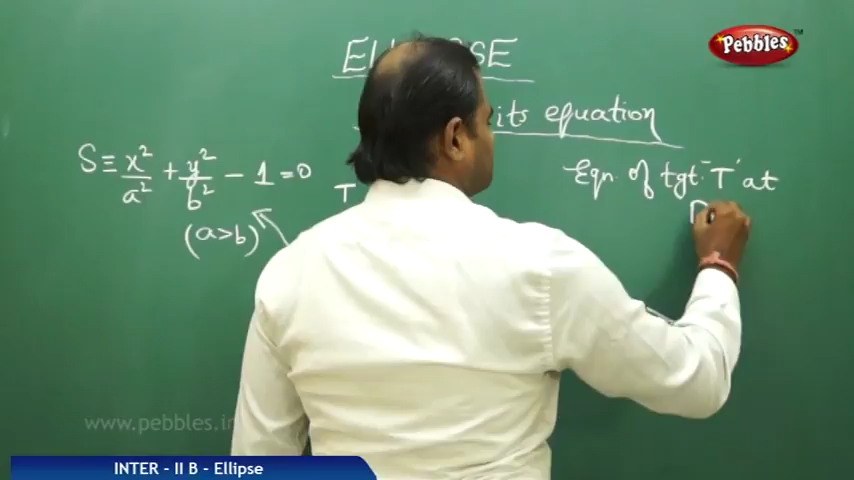 PEBBLES
its equation
S ≡ x²/a² + y²/b² - 1 = 0
(a>b)
T
Eqn. of tgt. 'T' at
www.pebbles.in
INTER - II B - Ellipse